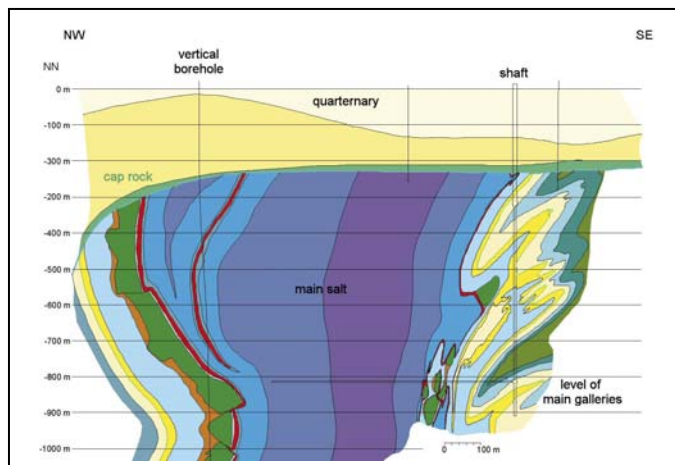 NW
SE
vertical
borehole
shaft
NN
0 m
quarternary
-100 m
-300 m
cap rock
-200 m
-400 m
-500 m
main salt
-600 m
-700 m
-800 m
level of
main galleries
-900 m
-1000 m
0 100 m